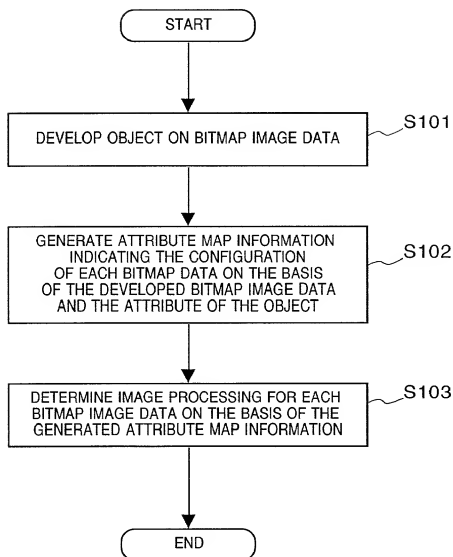 START
DEVELOP OBJECT ON BITMAP IMAGE DATA
S101
GENERATE ATTRIBUTE MAP INFORMATION
INDICATING THE CONFIGURATION
OF EACH BITMAP DATA ON THE BASIS
OF THE DEVELOPED BITMAP IMAGE DATA
AND THE ATTRIBUTE OF THE OBJECT
S102
DETERMINE IMAGE PROCESSING FOR EACH
BITMAP IMAGE DATA ON THE BASIS OF THE
GENERATED ATTRIBUTE MAP INFORMATION
S103
END